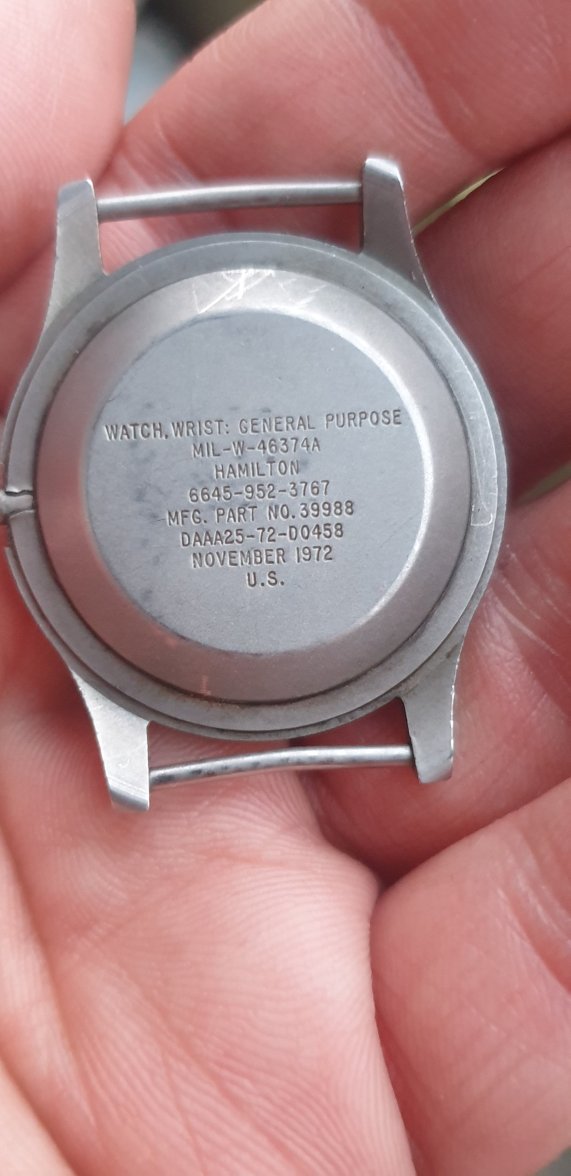 WATCH, WRIST: GENERAL PURPOSE
MIL-W-46374A
HAMILTON
6645-952-3767
MFG. PART NO. 39988
DAAA25-72-D0458
NOVEMBER 1972
U.S.